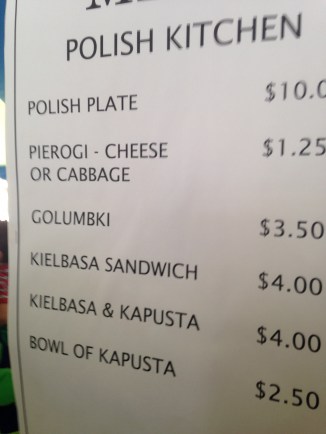 POLISH KITCHEN
POLISH PLATE $10.0
PIEROGI - CHEESE $1.25
OR CABBAGE
GOLUMBKI $3.50
KIELBASA SANDWICH $4.00
KIELBASA & KAPUSTA $4.00
BOWL OF KAPUSTA $2.50